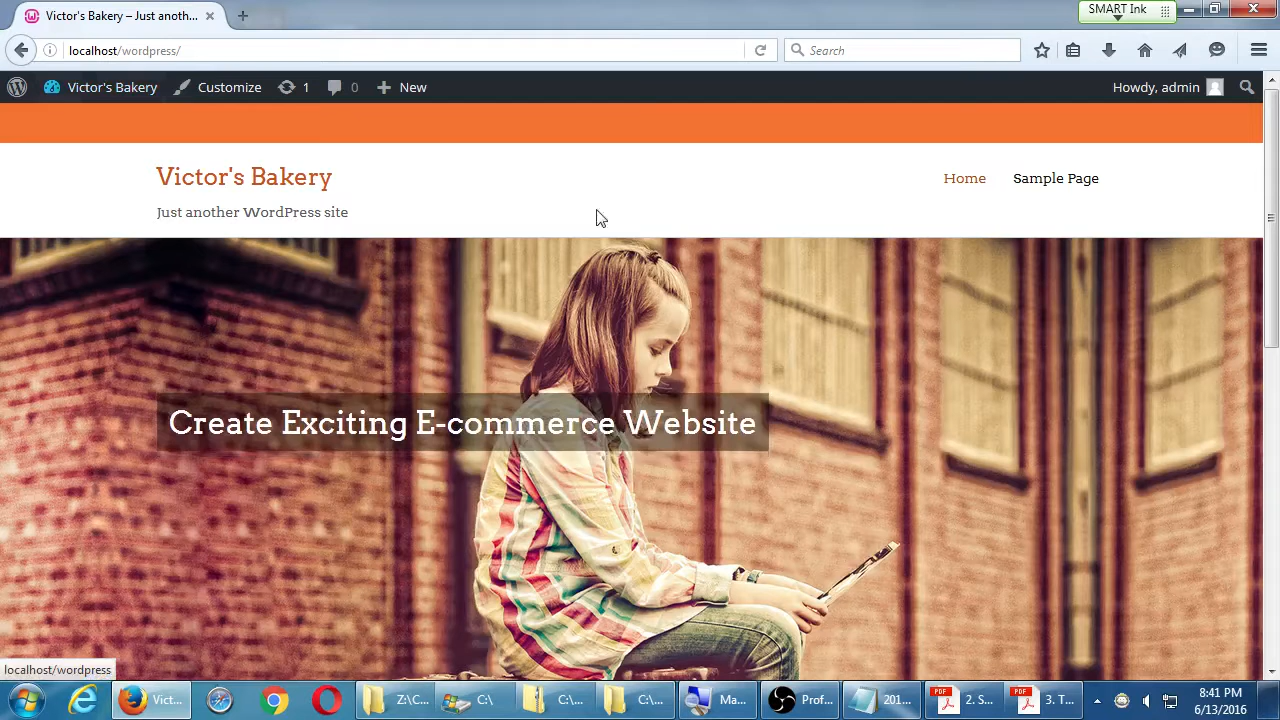 Victor's Bakery – Just anoth...
SMART Ink
localhost/wordpress/
Search
Victor's Bakery
Customize
1
0
New
Howdy, admin
Victor's Bakery
Home
Sample Page
Just another WordPress site
Create Exciting E-commerce Website
localhost/wordpress
Vict...
Z:\C...
C:\
C:\...
C:\...
Ma...
Prof...
201...
PDF
2. S...
PDF
3. T...
8:41 PM
6/13/2016